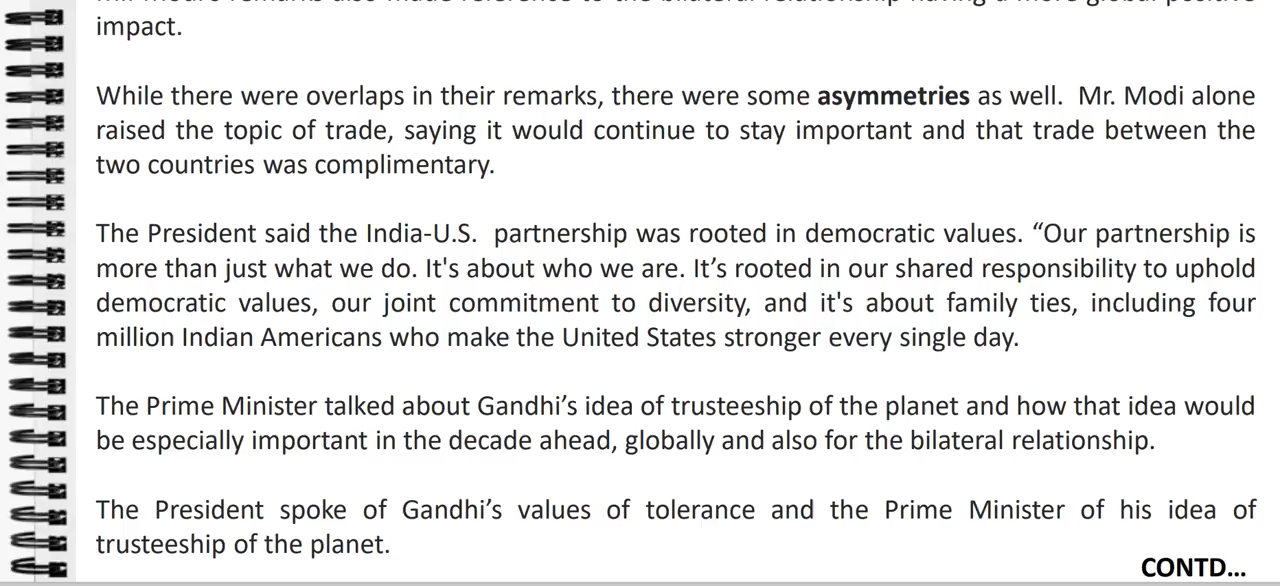 impact.
While there were overlaps in their remarks, there were some asymmetries as well.  Mr. Modi alone
raised the topic of trade, saying it would continue to stay important and that trade between the
two countries was complimentary.
The President said the India-U.S.  partnership was rooted in democratic values. “Our partnership is
more than just what we do. It's about who we are. It’s rooted in our shared responsibility to uphold
democratic values, our joint commitment to diversity, and it's about family ties, including four
million Indian Americans who make the United States stronger every single day.
The Prime Minister talked about Gandhi’s idea of trusteeship of the planet and how that idea would
be especially important in the decade ahead, globally and also for the bilateral relationship.
The President spoke of Gandhi’s values of tolerance and the Prime Minister of his idea of
trusteeship of the planet.
CONTD...